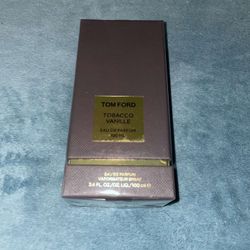 TOM FORD
TOBACCO
VANILLE
EAU DE PARFUM
100 ML
EAU DE PARFUM
VAPORISATEUR SPRAY
3.4 FL.OZ./OZ.LIQ./100 ML ℮